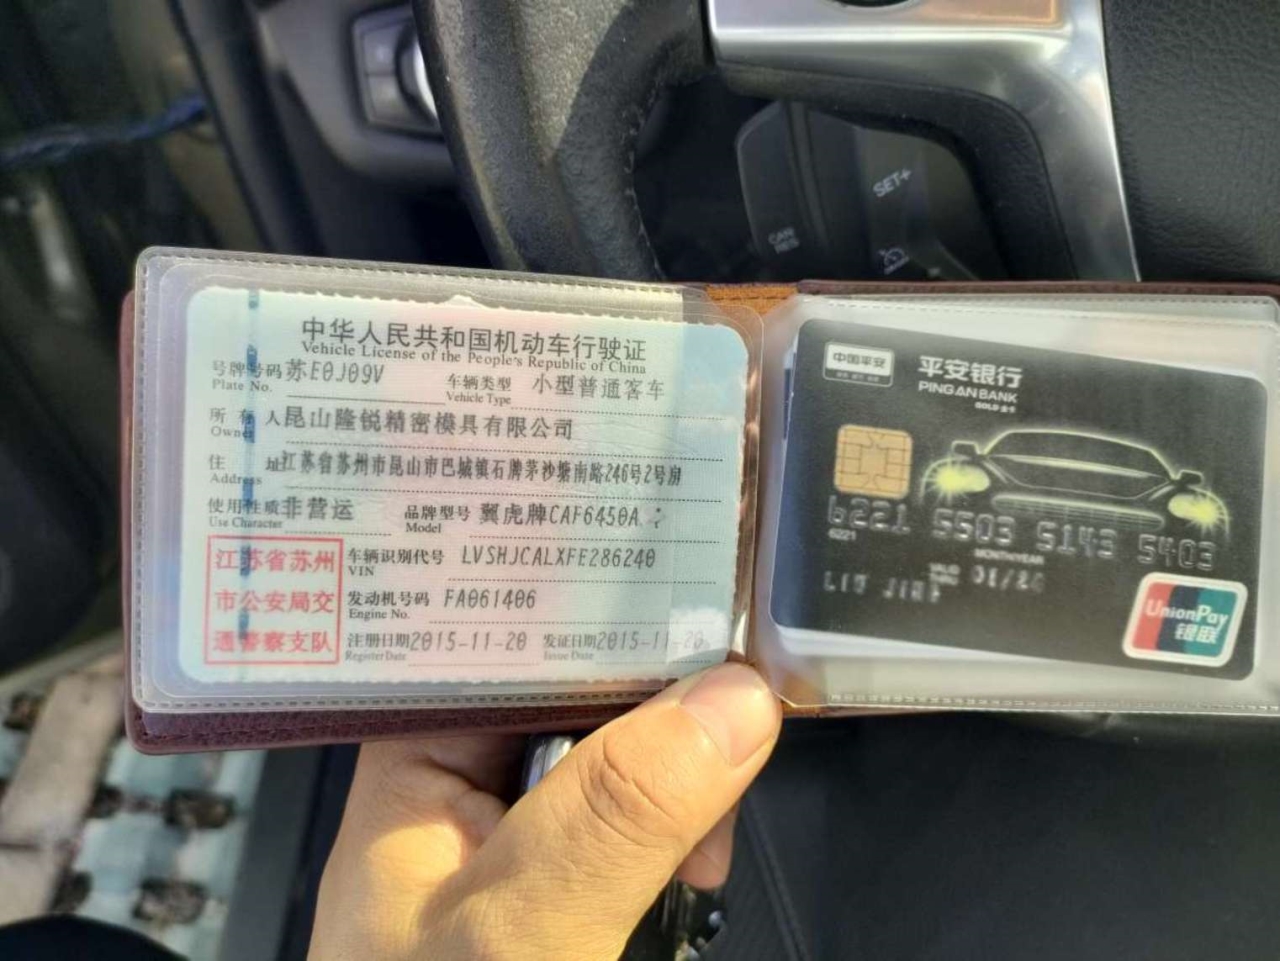 SET+
CAN
RES
中华人民共和国机动车行驶证
Vehicle License of the People's Republic of China
号牌号码 苏E0J09V 车辆类型 小型普通客车
Plate No. Vehicle Type
所有人 昆山隆锐精密模具有限公司
Owner
住址 江苏省苏州市昆山市巴城镇石牌茅沙塘南路246号2号房
Address
使用性质 非营运 品牌型号 翼虎牌CAF6450A
Use Character Model
江苏省苏州
市公安局交
通警察支队
车辆识别代号 LVSHJCALXFE286240
VIN
发动机号码 FA061406
Engine No.
注册日期 2015-11-20 发证日期 2015-11-20
Register Date Issue Date
中国平安
平安银行
PING AN BANK
GOLD 金卡
6221 5503 5143 5403
6221
MONTH/YEAR
VALID THRU
UnionPay
银联